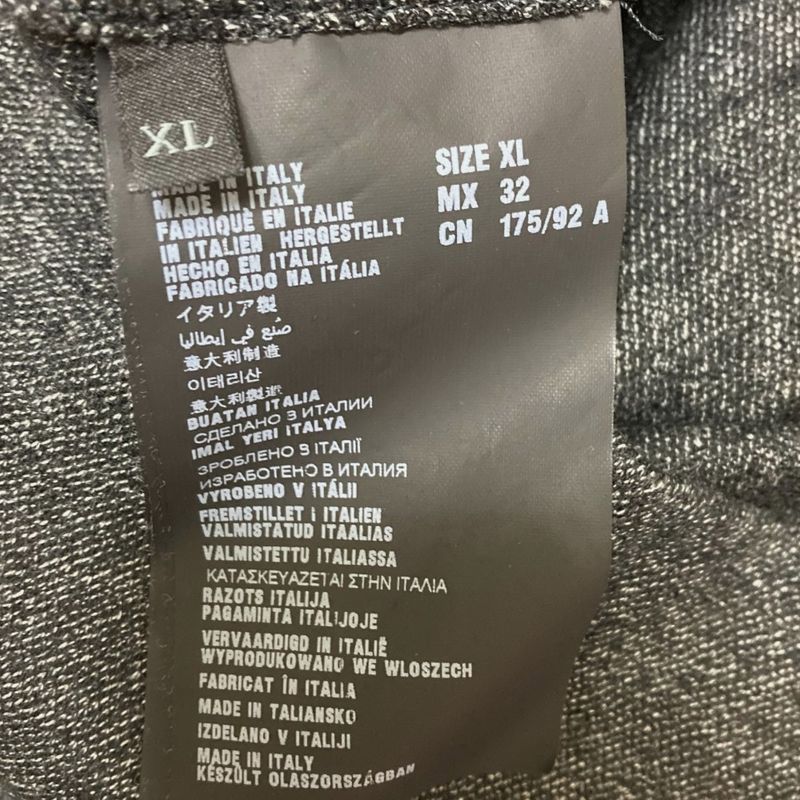 XL
MADE IN ITALY
MADE IN ITALY
FABRIQUÉ EN ITALIE
IN ITALIEN HERGESTELLT
HECHO EN ITALIA
FABRICADO NA ITÁLIA
イタリア製
صنع في إيطاليا
意大利制造
이태리산
意大利製造
BUATAN ITALIA
СДЕЛАНО З ИТАЛИИ
IMAL YERI ITALYA
ЗРОБЛЕНО З ІТАЛІЇ
ИЗРАБОТЕНО В ИТАЛИЯ
VYROBENO V ITÁLII
FREMSTILLET I ITALIEN
VALMISTATUD ITAALIAS
VALMISTETTU ITALIASSA
ΚΑΤΑΣΚΕΥΑΖΕΤΑΙ ΣΤΗΝ ΙΤΑΛΙΑ
RAZOTS ITALIJA
PAGAMINTA ITALIJOJE
VERVAARDIGD IN ITALIË
WYPRODUKOWANO WE WLOSZECH
FABRICAT ÎN ITALIA
MADE IN TALIANSKO
IZDELANO V ITALIJI
MADE IN ITALY
KÉSZÜLT OLASZORSZÁGBAN
SIZE XL
MX 32
CN 175/92 A